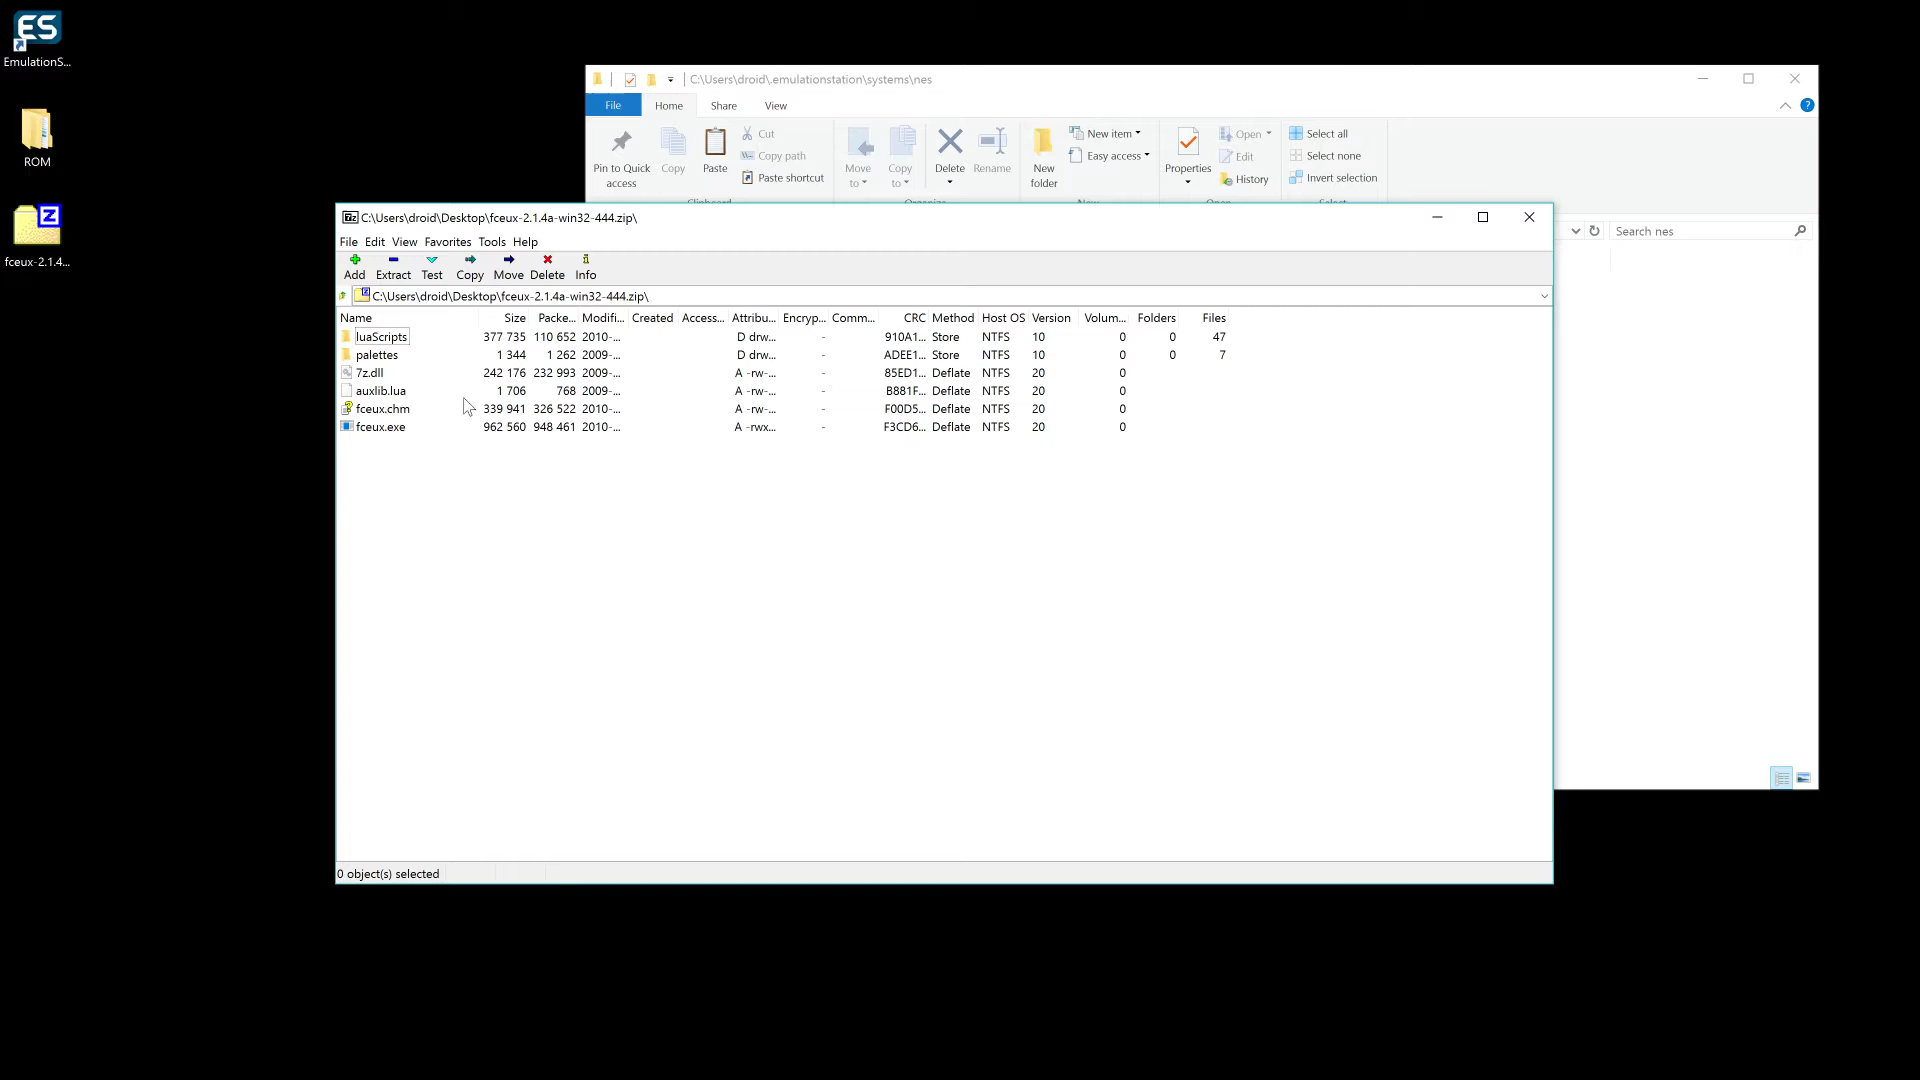 ES
EmulationS...
ROM
Z
fceux-2.1.4...
C:\Users\droid\.emulationstation\systems\nes
File Home Share View
Pin to Quick access
Copy
Paste
Cut
Copy path
Paste shortcut
Move to
Copy to
Delete
Rename
New folder
New item
Easy access
Properties
Open
Edit
History
Select all
Select none
Invert selection
Search nes
7z C:\Users\droid\Desktop\fceux-2.1.4a-win32-444.zip\
File Edit View Favorites Tools Help
Add Extract Test Copy Move Delete Info
C:\Users\droid\Desktop\fceux-2.1.4a-win32-444.zip\
Name Size Packe... Modifi... Created Access... Attribu... Encryp... Comm... CRC Method Host OS Version Volum... Folders Files
luaScripts 377 735 110 652 2010-... D drw... - 910A1... Store NTFS 10 0 0 47
palettes 1 344 1 262 2009-... D drw... - ADEE1... Store NTFS 10 0 0 7
7z.dll 242 176 232 993 2009-... A -rw-... - 85ED1... Deflate NTFS 20 0
auxlib.lua 1 706 768 2009-... A -rw-... - B881F... Deflate NTFS 20 0
fceux.chm 339 941 326 522 2010-... A -rw-... - F00D5... Deflate NTFS 20 0
fceux.exe 962 560 948 461 2010-... A -rwx... - F3CD6... Deflate NTFS 20 0
0 object(s) selected